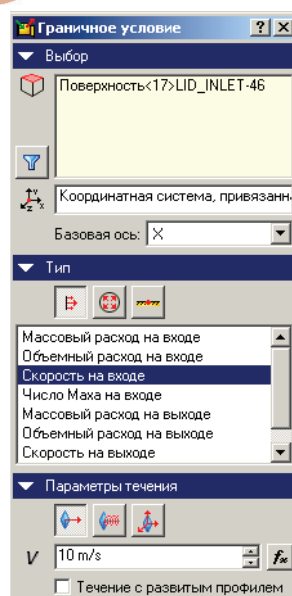 Граничное условие
Выбор
Поверхность<17>LID_INLET-46
Координатная система, привязанн
Базовая ось: X
Тип
Массовый расход на входе
Объемный расход на входе
Скорость на входе
Число Маха на входе
Массовый расход на выходе
Объемный расход на выходе
Скорость на выходе
Параметры течения
V 10 m/s fx
Течение с развитым профилем